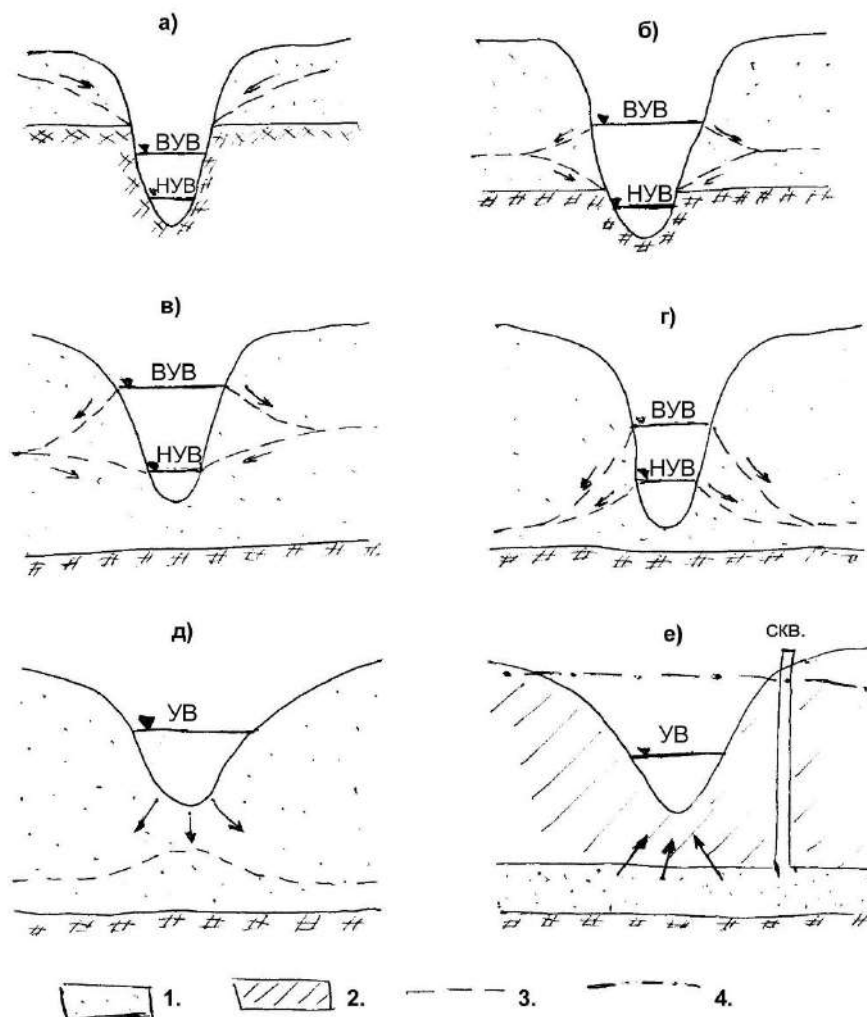 а) б)
ВУВ ВУВ
НУВ НУВ
в) г)
ВУВ ВУВ
НУВ НУВ
д) е) скв.
УВ УВ
1. 2. 3. 4.